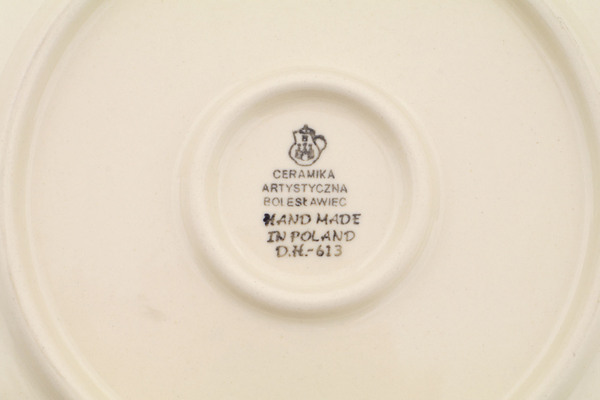 CERAMIKA
ARTYSTYCZNA
BOLESŁAWIEC
HAND MADE
IN POLAND
D.H.-613